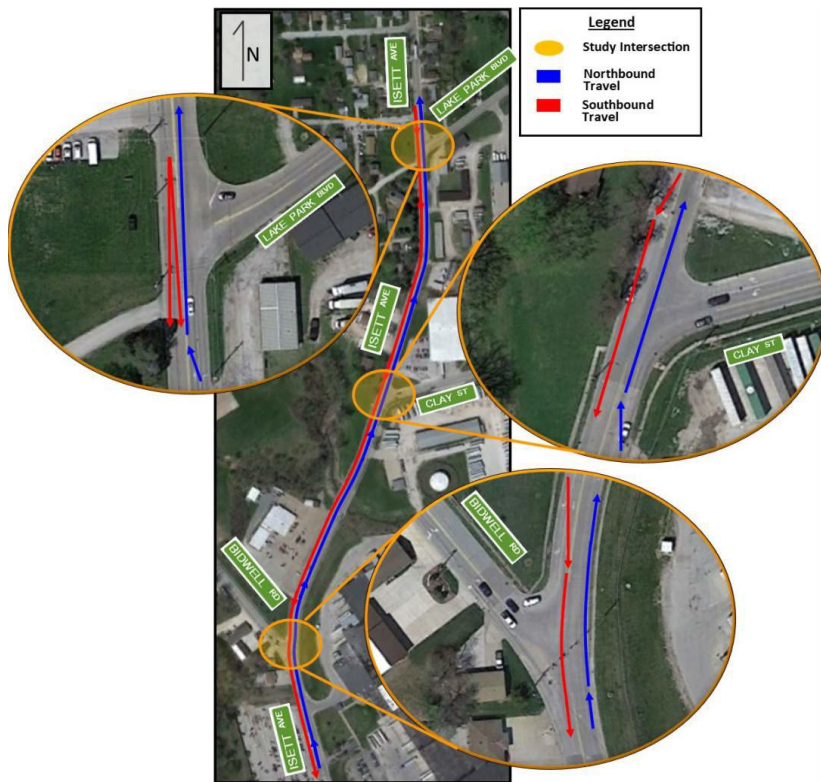 Legend
Study Intersection
Northbound
Travel
Southbound
Travel
N
ISETT AVE
LAKE PARK BLVD
LAKE PARK BLVD
ISETT AVE
CLAY ST
CLAY ST
BIDWELL RD
BIDWELL RD
ISETT AVE